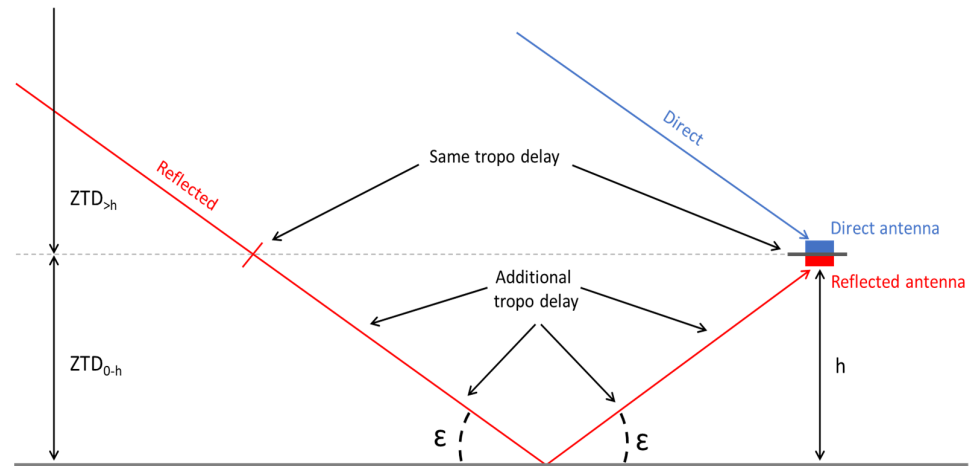 Direct
Same tropo delay
Reflected
ZTD>h
Direct antenna
Additional
tropo delay
Reflected antenna
ZTD0-h
h
ε
ε